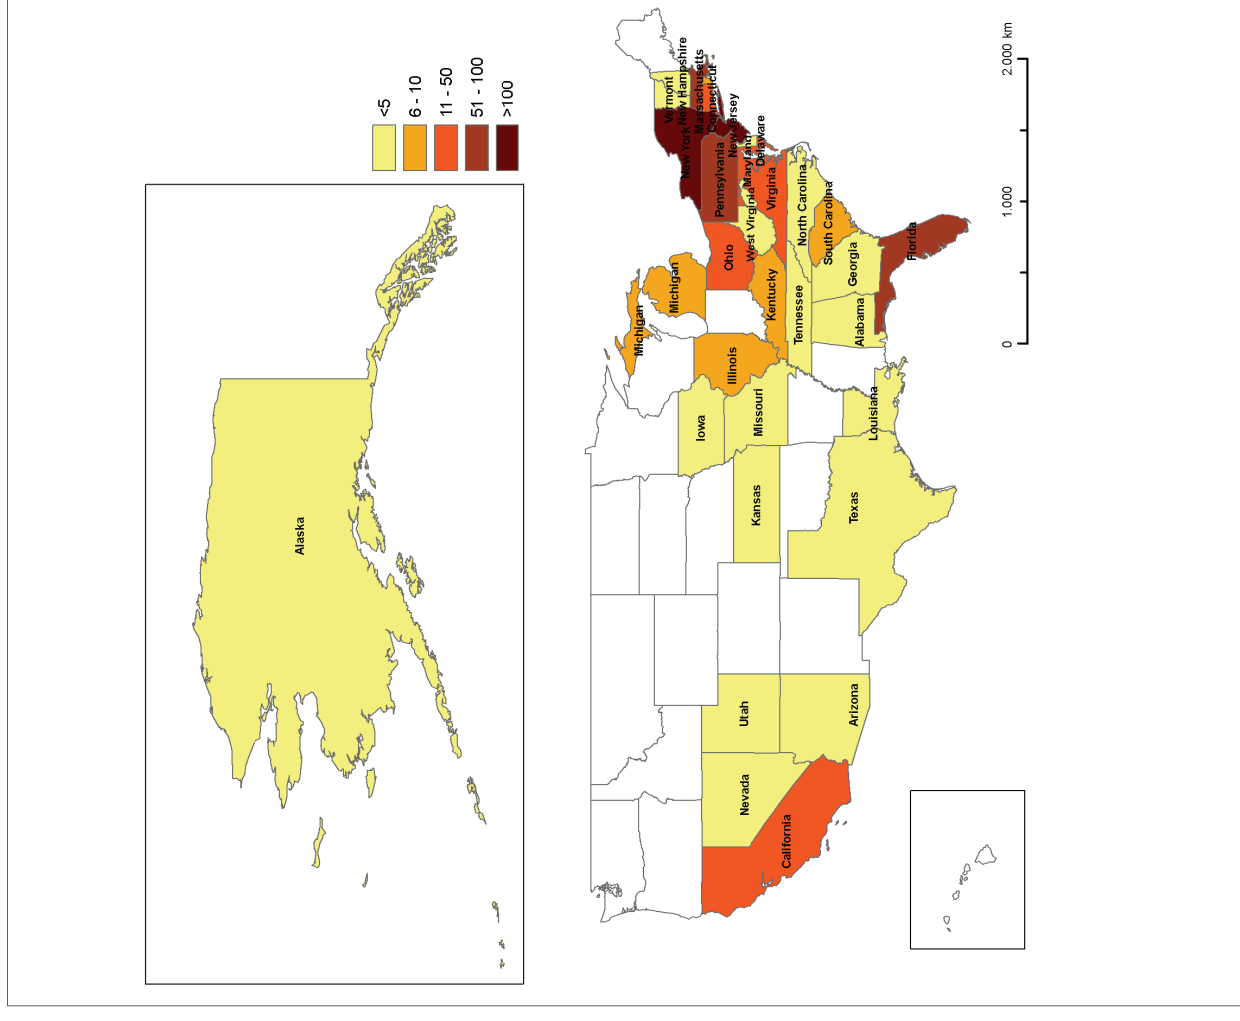 <5
6 - 10
11 - 50
51 - 100
>100
Alaska
Vermont
New Hampshire
Massachusetts
Connecticut
New York
New Jersey
Pennsylvania
Maryland
Delaware
West Virginia
Virginia
Ohio
Michigan
Michigan
Kentucky
North Carolina
South Carolina
Tennessee
Georgia
Alabama
Florida
Illinois
Iowa
Missouri
Louisiana
Kansas
Texas
Utah
Arizona
Nevada
California
0
1.000
2.000 km